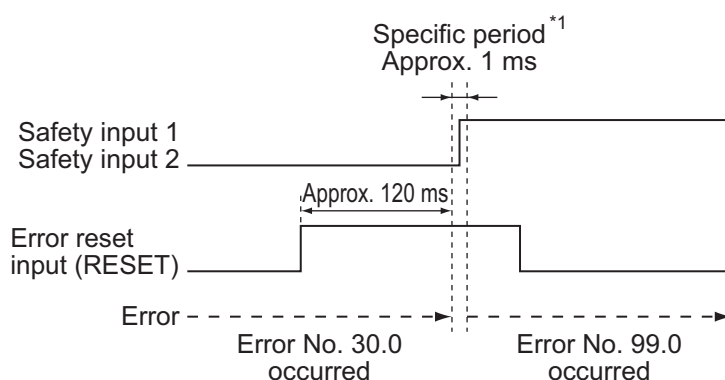 Specific period *1
Approx. 1 ms
Safety input 1
Safety input 2
Approx. 120 ms
Error reset
input (RESET)
Error
Error No. 30.0
occurred
Error No. 99.0
occurred